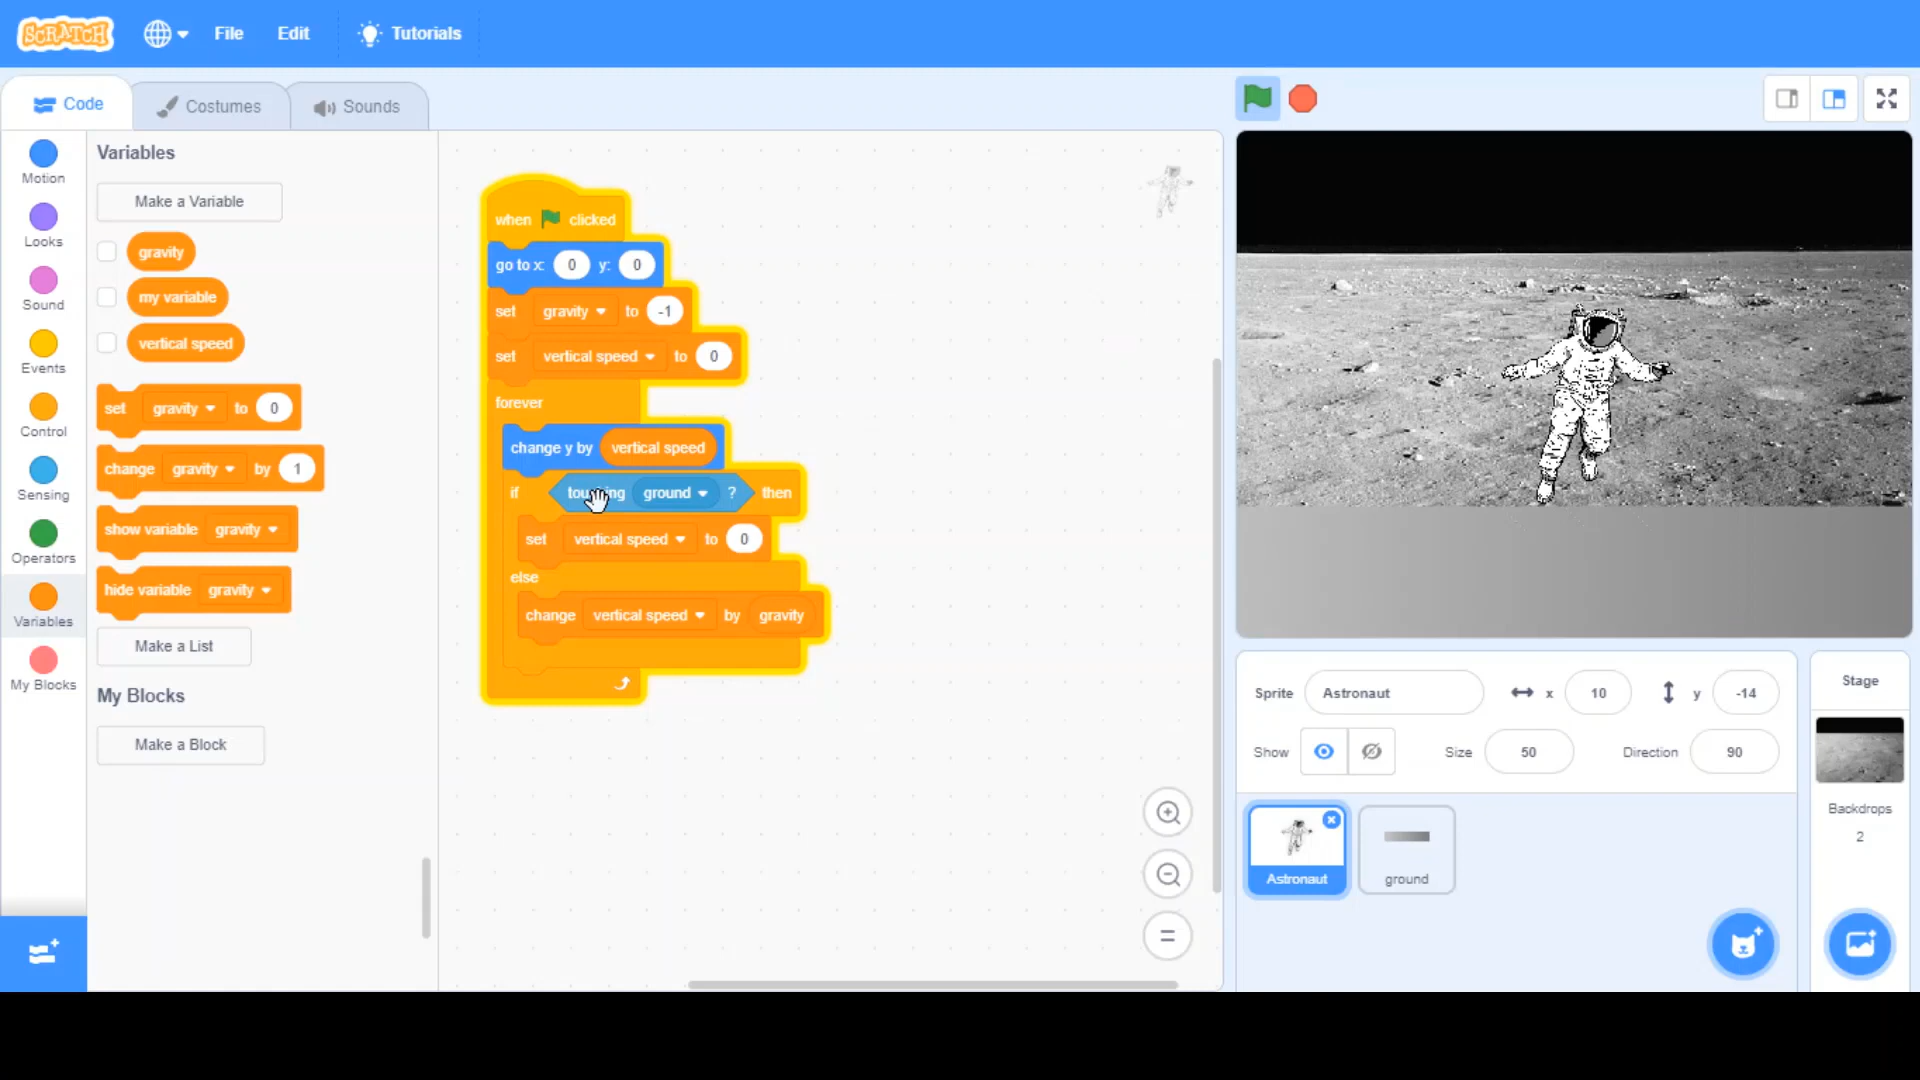 SCRATCH File Edit Tutorials
Code Costumes Sounds
Motion
Looks
Sound
Events
Control
Sensing
Operators
Variables
My Blocks
Variables
Make a Variable
gravity
my variable
vertical speed
set gravity to 0
change gravity by 1
show variable gravity
hide variable gravity
Make a List
My Blocks
Make a Block
when clicked
go to x: 0 y: 0
set gravity to -1
set vertical speed to 0
forever
change y by vertical speed
if touching ground ? then
set vertical speed to 0
else
change vertical speed by gravity
Sprite Astronaut x 10 y -14
Show Size 50 Direction 90
Astronaut
ground
Stage
Backdrops
2